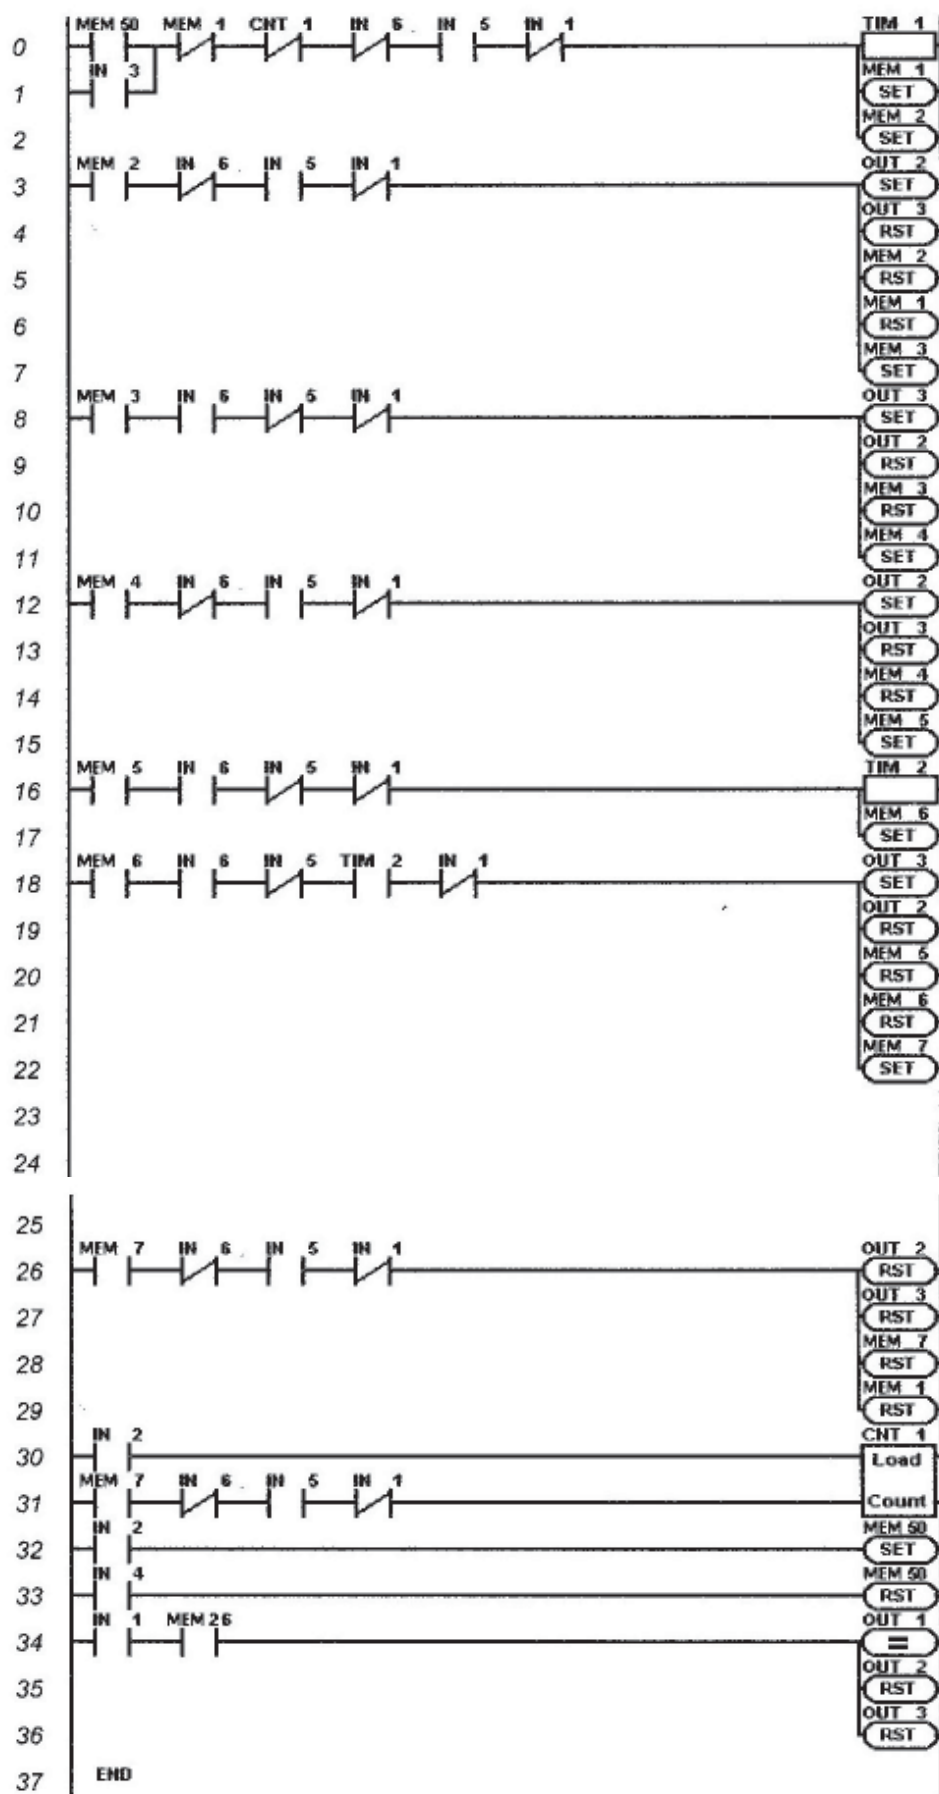 MEM 50 MEM 1 CNT 1 IN 6 IN 5 IN 1 TIM 1
0
IN 3 MEM 1
1 SET
MEM 2
2 SET
MEM 2 IN 6 IN 5 IN 1 OUT 2
3 SET
OUT 3
4 RST
MEM 2
5 RST
MEM 1
6 RST
MEM 3
7 SET
MEM 3 IN 6 IN 5 IN 1 OUT 3
8 SET
OUT 2
9 RST
MEM 3
10 RST
MEM 4
11 SET
MEM 4 IN 6 IN 5 IN 1 OUT 2
12 SET
OUT 3
13 RST
MEM 4
14 RST
MEM 5
15 SET
MEM 5 IN 6 IN 5 IN 1 TIM 2
16
MEM 6
17 SET
MEM 6 IN 6 IN 5 TIM 2 IN 1 OUT 3
18 SET
OUT 2
19 RST
MEM 5
20 RST
MEM 6
21 RST
MEM 7
22 SET
23
24
25
MEM 7 IN 6 IN 5 IN 1 OUT 2
26 RST
OUT 3
27 RST
MEM 7
28 RST
MEM 1
29 RST
IN 2 CNT 1
30 Load
MEM 7 IN 6 IN 5 IN 1
31 Count
IN 2 MEM 50
32 SET
IN 4 MEM 50
33 RST
IN 1 MEM 26 OUT 1
34 =
OUT 2
35 RST
OUT 3
36 RST
37 END